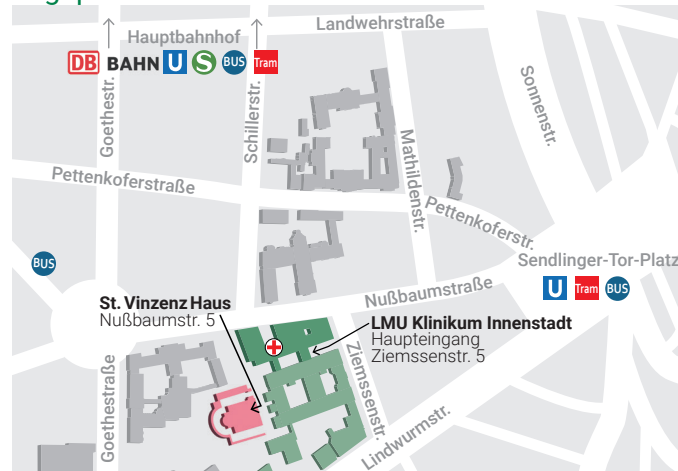 Landwehrstraße
Hauptbahnhof
DB BAHN U S BUS Tram
Goethestr.
Schillerstr.
Mathildenstr.
Sonnenstr.
Pettenkoferstraße
Pettenkoferstr.
Sendlinger-Tor-Platz
U Tram BUS
BUS
Nußbaumstraße
St. Vinzenz Haus
Nußbaumstr. 5
LMU Klinikum Innenstadt
Haupteingang
Ziemssenstr. 5
Ziemssenstr.
Goethestraße
Lindwurmstr.